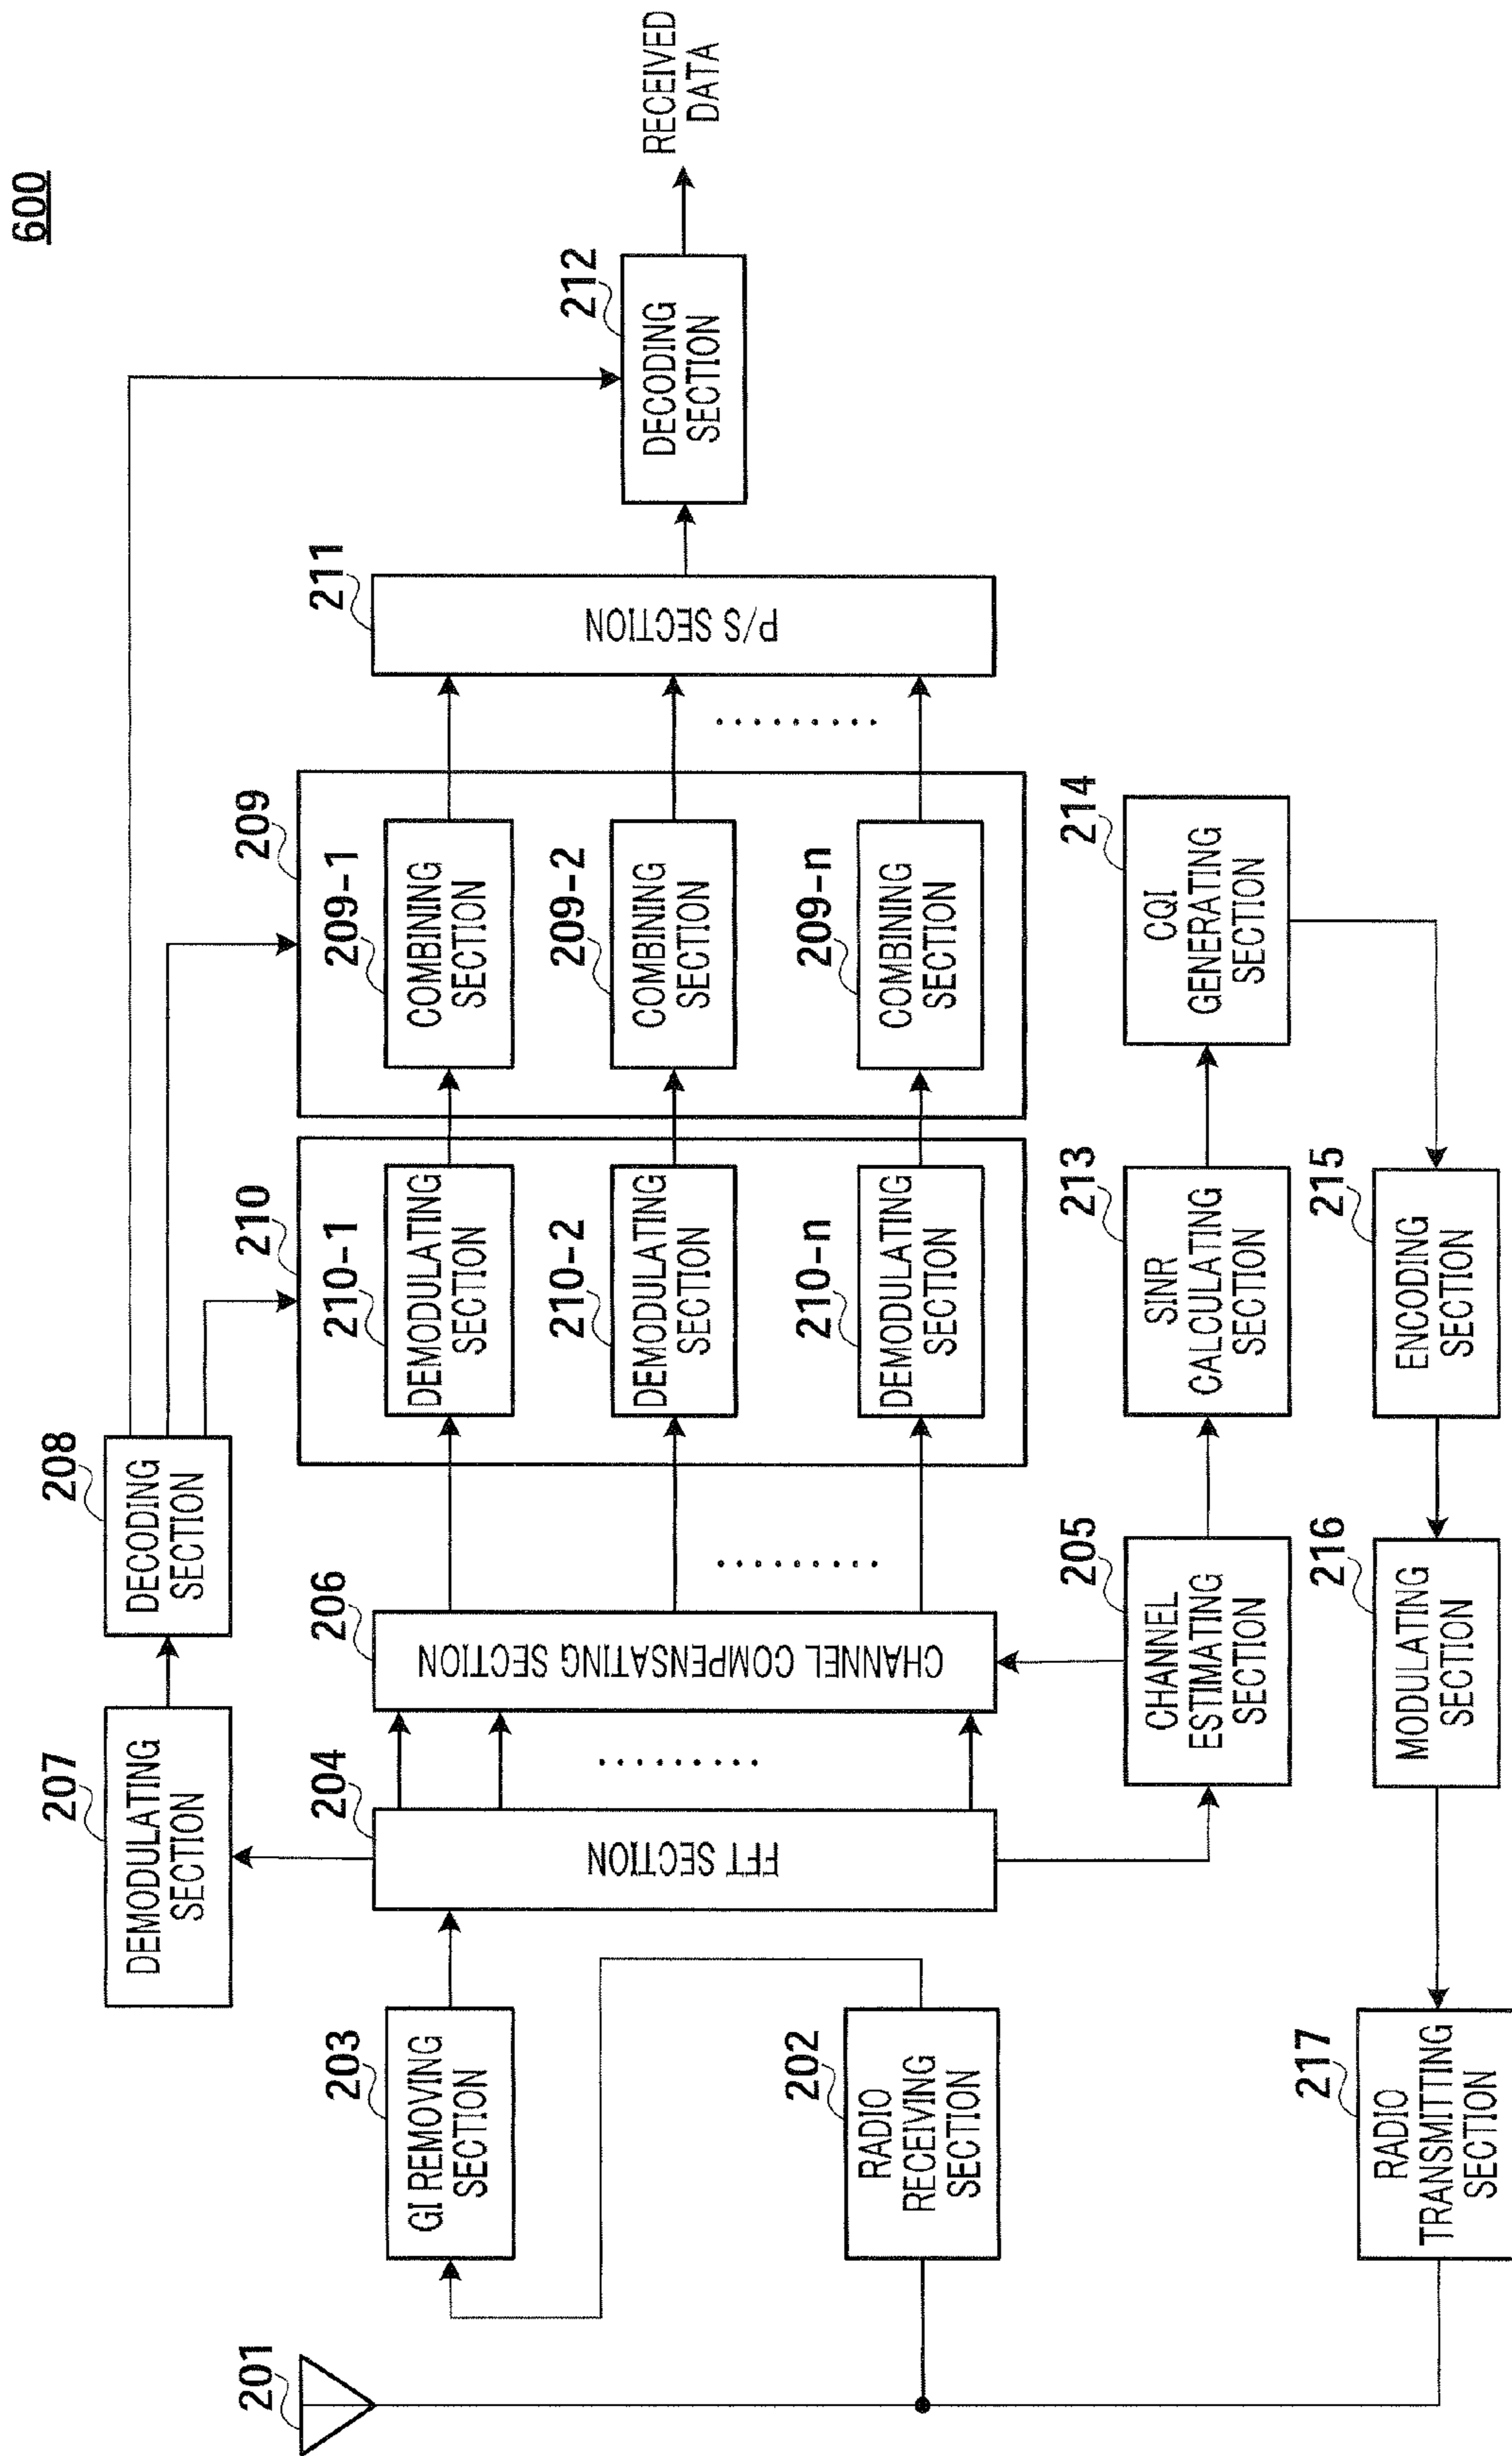 600
201
RADIO
RECEIVING
SECTION
202
GI REMOVING
SECTION
203
FFT SECTION
204
DEMODULATING
SECTION
207
DECODING
SECTION
208
CHANNEL COMPENSATING SECTION
206
CHANNEL
ESTIMATING
SECTION
205
210
210-1
DEMODULATING
SECTION
210-2
DEMODULATING
SECTION
210-n
DEMODULATING
SECTION
209
209-1
COMBINING
SECTION
209-2
COMBINING
SECTION
209-n
COMBINING
SECTION
211
P/S SECTION
212
DECODING
SECTION
RECEIVED
DATA
213
SINR
CALCULATING
SECTION
214
CQI
GENERATING
SECTION
215
ENCODING
SECTION
216
MODULATING
SECTION
217
RADIO
TRANSMITTING
SECTION